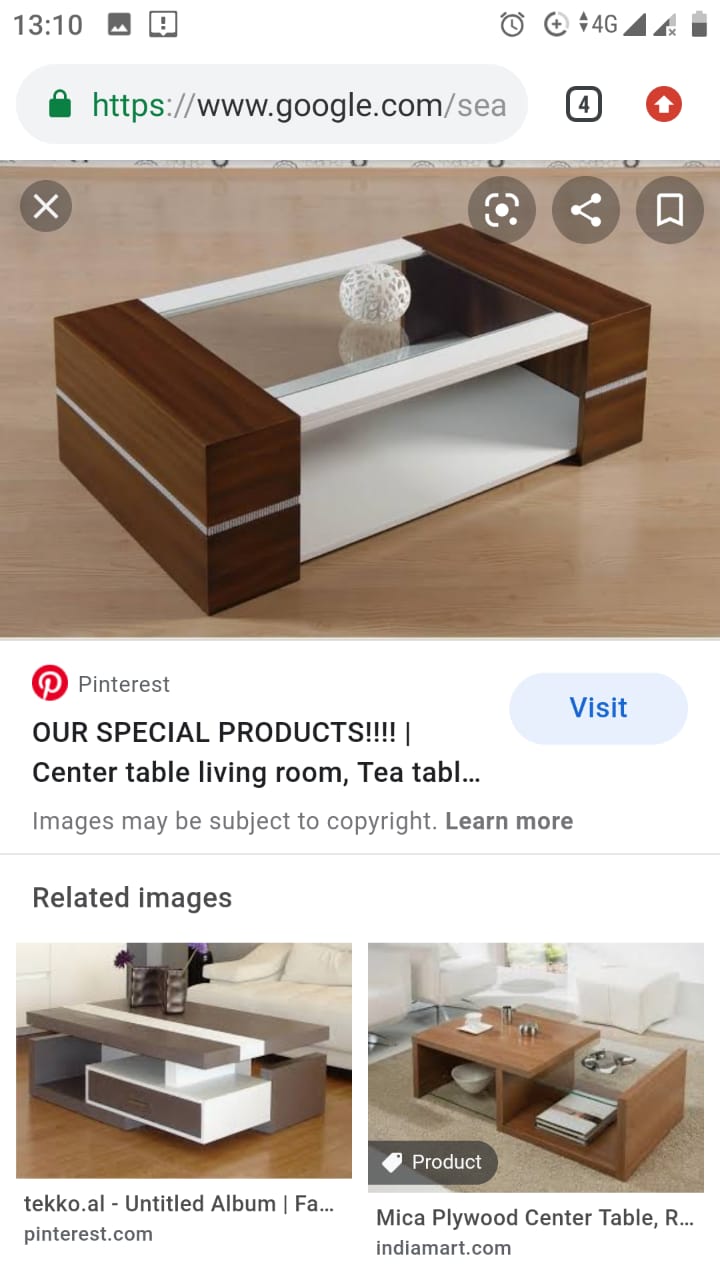 13:10
4G
https://www.google.com/sea
4
Pinterest
Visit
OUR SPECIAL PRODUCTS!!!! |
Center table living room, Tea tabl...
Images may be subject to copyright. Learn more
Related images
Product
tekko.al - Untitled Album | Fa...
pinterest.com
Mica Plywood Center Table, R...
indiamart.com